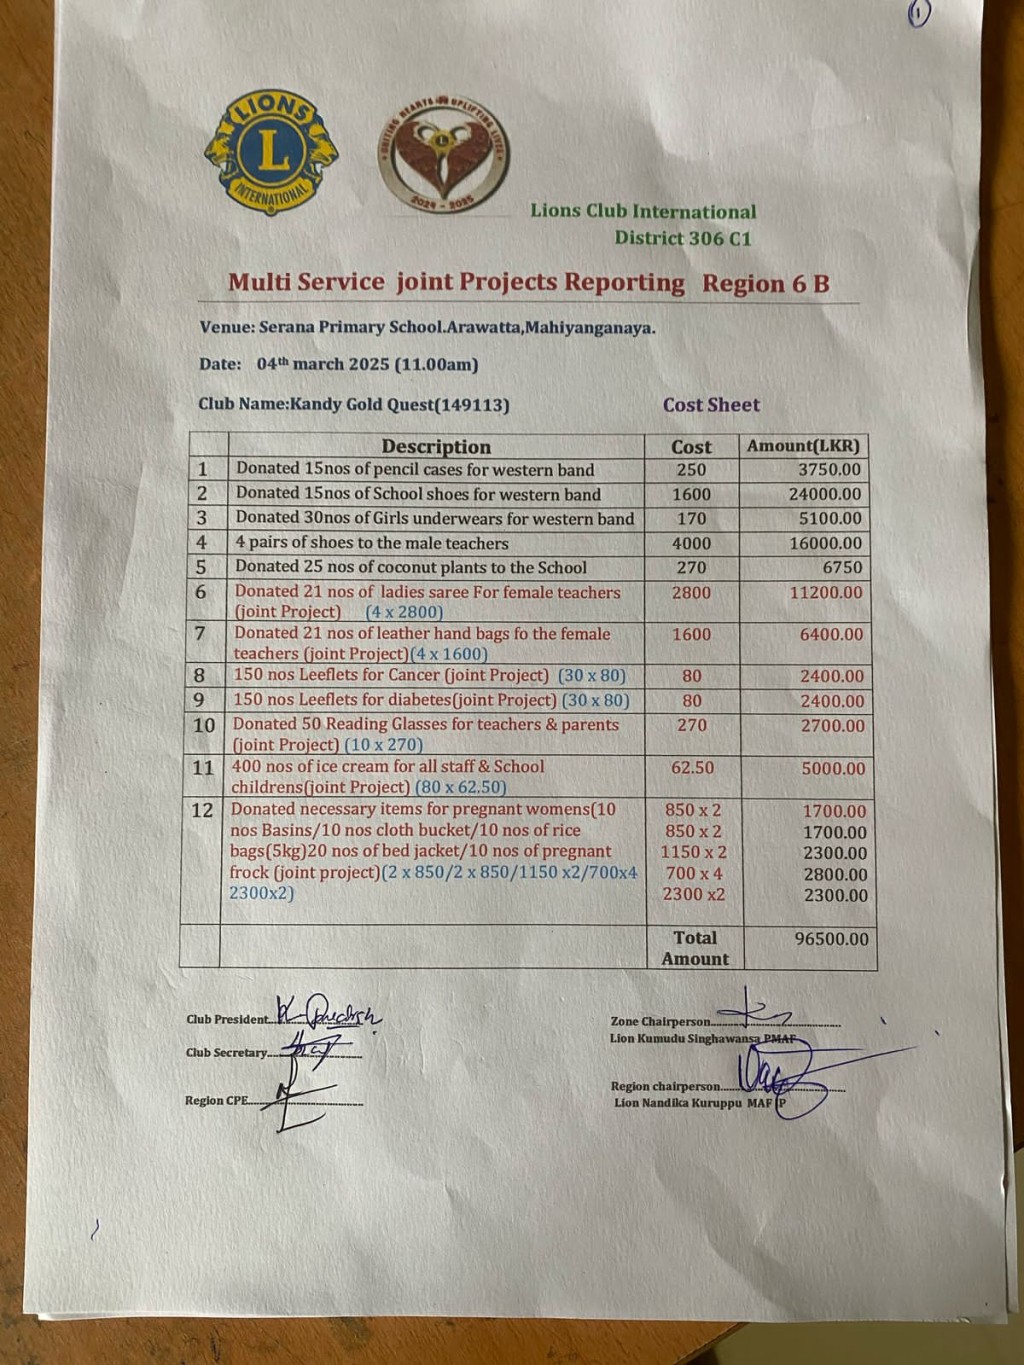 1
LIONS
L
INTERNATIONAL
UNITING HEARTS UPLIFTING LIVES
L
2024 - 2025
Lions Club International
District 306 C1
Multi Service joint Projects Reporting Region 6 B
Venue: Serana Primary School.Arawatta,Mahiyanganaya.
Date: 04th march 2025 (11.00am)
Club Name:Kandy Gold Quest(149113) Cost Sheet
Description Cost Amount(LKR)
1 Donated 15nos of pencil cases for western band 250 3750.00
2 Donated 15nos of School shoes for western band 1600 24000.00
3 Donated 30nos of Girls underwears for western band 170 5100.00
4 4 pairs of shoes to the male teachers 4000 16000.00
5 Donated 25 nos of coconut plants to the School 270 6750
6 Donated 21 nos of ladies saree For female teachers 2800 11200.00
(joint Project) (4 x 2800)
7 Donated 21 nos of leather hand bags fo the female 1600 6400.00
teachers (joint Project)(4 x 1600)
8 150 nos Leeflets for Cancer (joint Project) (30 x 80) 80 2400.00
9 150 nos Leeflets for diabetes(joint Project) (30 x 80) 80 2400.00
10 Donated 50 Reading Glasses for teachers & parents 270 2700.00
(joint Project) (10 x 270)
11 400 nos of ice cream for all staff & School 62.50 5000.00
childrens(joint Project) (80 x 62.50)
12 Donated necessary items for pregnant womens(10 850 x 2 1700.00
nos Basins/10 nos cloth bucket/10 nos of rice 850 x 2 1700.00
bags(5kg)20 nos of bed jacket/10 nos of pregnant 1150 x 2 2300.00
frock (joint project)(2 x 850/2 x 850/1150 x2/700x4 700 x 4 2800.00
2300x2) 2300 x2 2300.00
Total 96500.00
Amount
Club President....................
Zone Chairperson....................
Lion Kumudu Singhawansa PMAF
Club Secretary....................
Region chairperson....................
Region CPE....................
Lion Nandika Kuruppu MAF P